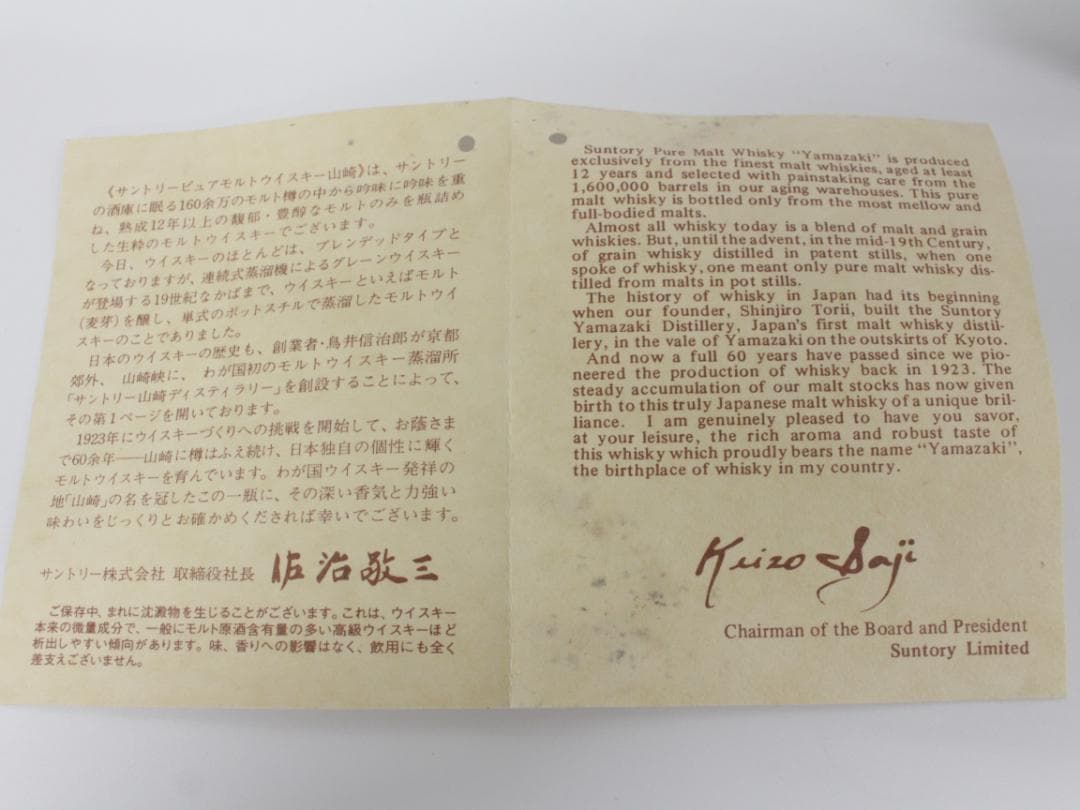 《サントリーピュアモルトウイスキー山崎》は、サントリー
の酒庫に眠る160余万のモルト樽の中から吟味に吟味を重
ね、熟成12年以上の馥郁・豊醇なモルトのみを瓶詰め
した生粋のモルトウイスキーでございます。
今日、ウイスキーのほとんどは、ブレンデッドタイプと
なっておりますが、連続式蒸溜機によるグレーンウイスキー
が登場する19世紀なかばまで、ウイスキーといえばモルト
(麦芽)を醸し、単式のポットスチルで蒸溜したモルトウイ
スキーのことでありました。
日本のウイスキーの歴史も、創業者・鳥井信治郎が京都
郊外、山崎峡に、わが国初のモルトウイスキー蒸溜所
「サントリー山崎ディスティラリー」を創設することによって、
その第1ページを開いております。
1923年にウイスキーづくりへの挑戦を開始して、お蔭さま
で60余年——山崎に樽はふえ続け、日本独自の個性に輝く
モルトウイスキーを育んでいます。わが国ウイスキー発祥の
地「山崎」の名を冠したこの一瓶に、その深い香気と力強い
味わいをじっくりとお確かめくだされば幸いでございます。
サントリー株式会社 取締役社長 佐治敬三
ご保存中、まれに沈澱物を生じることがございます。これは、ウイスキー
本来の微量成分で、一般にモルト原酒含有量の多い高級ウイスキーほど
析出しやすい傾向があります。味、香りへの影響はなく、飲用にも全く
差支えございません。
Suntory Pure Malt Whisky "Yamazaki" is produced
exclusively from the finest malt whiskies, aged at least
12 years and selected with painstaking care from the
1,600,000 barrels in our aging warehouses. This pure
malt whisky is bottled only from the most mellow and
full-bodied malts.
Almost all whisky today is a blend of malt and grain
whiskies. But, until the advent, in the mid-19th Century,
of grain whisky distilled in patent stills, when one
spoke of whisky, one meant only pure malt whisky dis-
tilled from malts in pot stills.
The history of whisky in Japan had its beginning
when our founder, Shinjiro Torii, built the Suntory
Yamazaki Distillery, Japan's first malt whisky distil-
lery, in the vale of Yamazaki on the outskirts of Kyoto.
And now a full 60 years have passed since we pio-
neered the production of whisky back in 1923. The
steady accumulation of our malt stocks has now given
birth to this truly Japanese malt whisky of a unique bril-
liance. I am genuinely pleased to have you savor,
at your leisure, the rich aroma and robust taste of
this whisky which proudly bears the name "Yamazaki",
the birthplace of whisky in my country.
Keizo Saji
Chairman of the Board and President
Suntory Limited